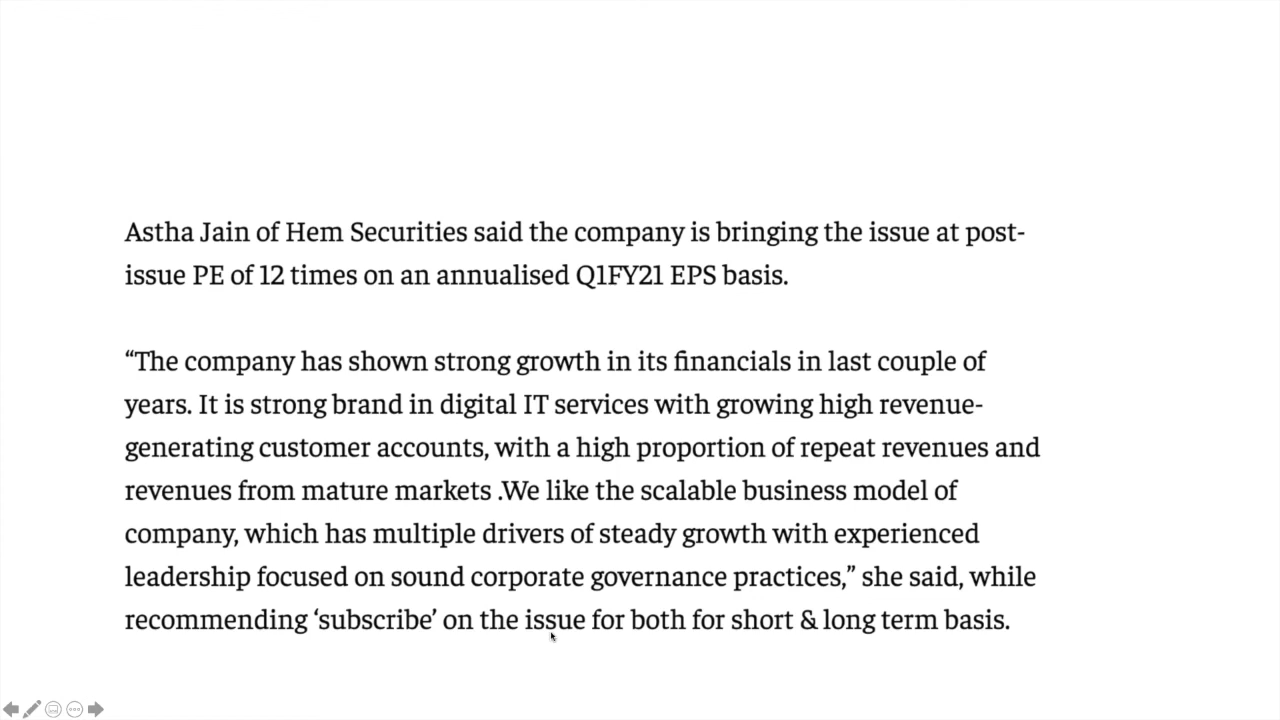 Astha Jain of Hem Securities said the company is bringing the issue at post-
issue PE of 12 times on an annualised Q1FY21 EPS basis.
“The company has shown strong growth in its financials in last couple of
years. It is strong brand in digital IT services with growing high revenue-
generating customer accounts, with a high proportion of repeat revenues and
revenues from mature markets .We like the scalable business model of
company, which has multiple drivers of steady growth with experienced
leadership focused on sound corporate governance practices,” she said, while
recommending ‘subscribe’ on the issue for both for short & long term basis.